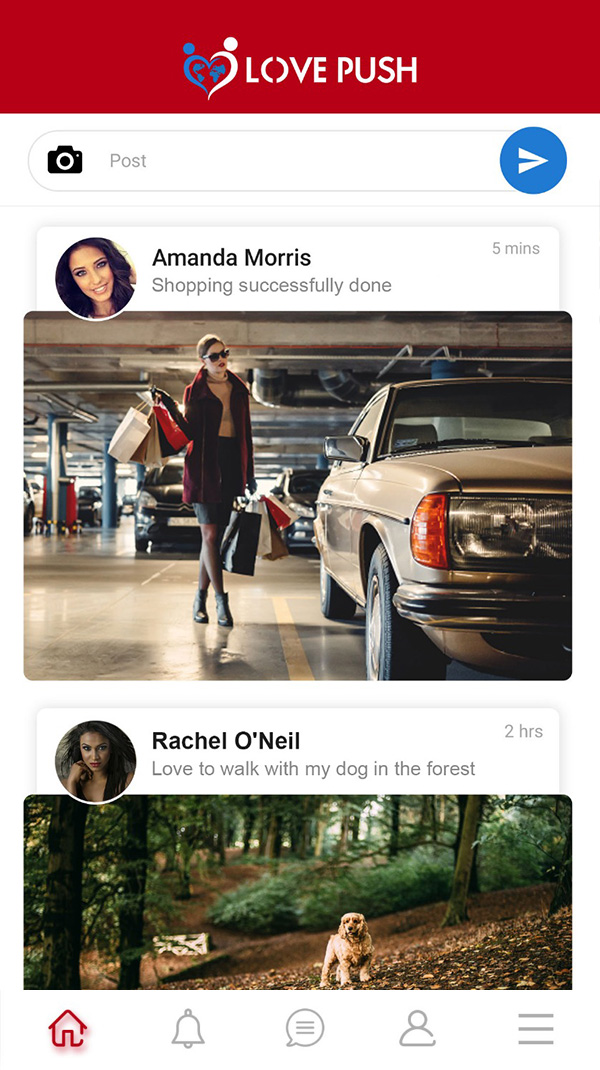 LOVE PUSH
Post
Amanda Morris
5 mins
Shopping successfully done
Rachel O'Neil
2 hrs
Love to walk with my dog in the forest